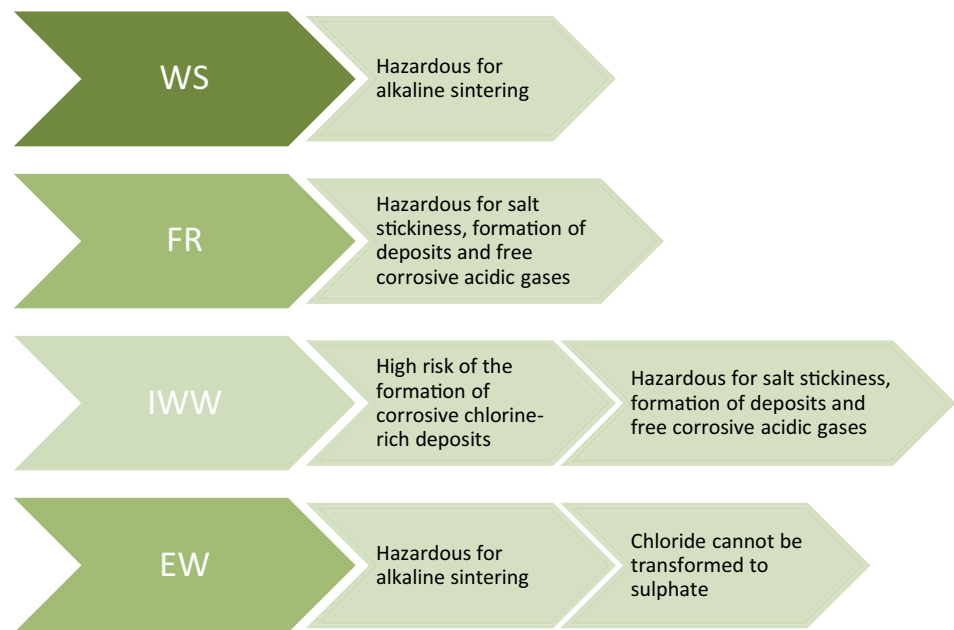 WS
Hazardous for
alkaline sintering
FR
Hazardous for salt
stickiness, formation of
deposits and free
corrosive acidic gases
IWW
High risk of the
formation of
corrosive chlorine-
rich deposits
Hazardous for salt stickiness,
formation of deposits and
free corrosive acidic gases
EW
Hazardous for
alkaline sintering
Chloride cannot be
transformed to
sulphate